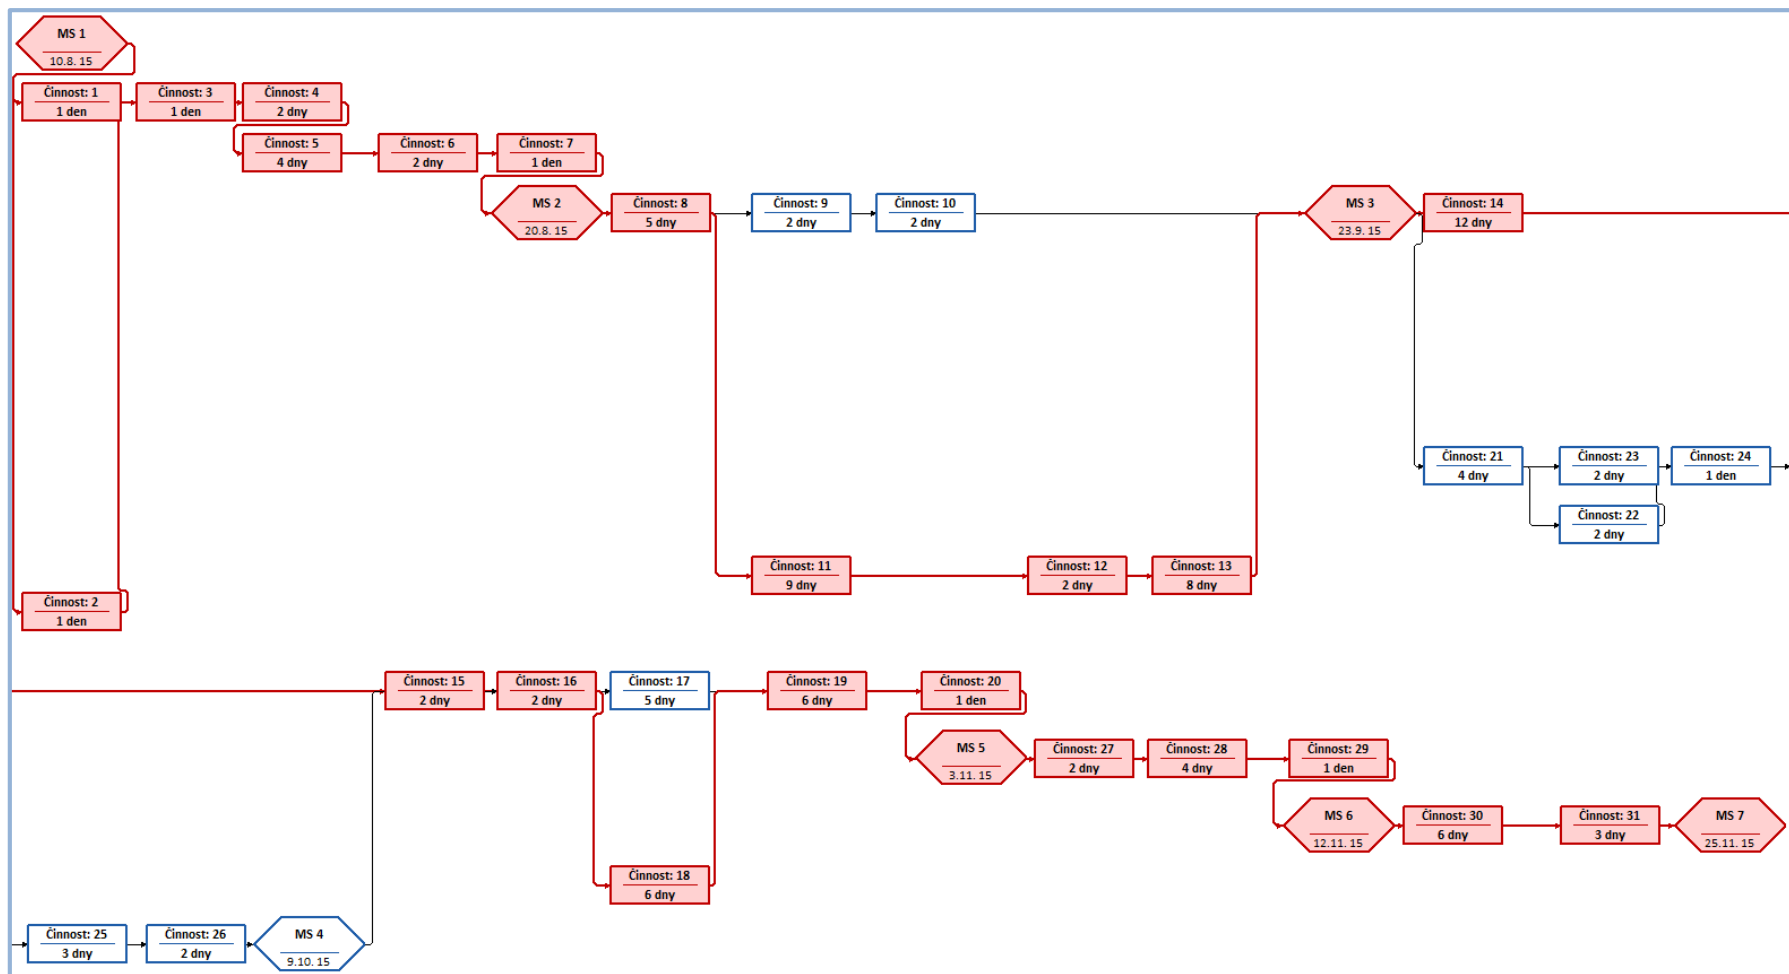 MS 1
10.8. 15
Činnost: 1
1 den
Činnost: 3
1 den
Činnost: 4
2 dny
Činnost: 5
4 dny
Činnost: 6
2 dny
Činnost: 7
1 den
MS 2
20.8. 15
Činnost: 8
5 dny
Činnost: 9
2 dny
Činnost: 10
2 dny
MS 3
23.9. 15
Činnost: 14
12 dny
Činnost: 21
4 dny
Činnost: 23
2 dny
Činnost: 24
1 den
Činnost: 22
2 dny
Činnost: 11
9 dny
Činnost: 12
2 dny
Činnost: 13
8 dny
Činnost: 2
1 den
Činnost: 15
2 dny
Činnost: 16
2 dny
Činnost: 17
5 dny
Činnost: 19
6 dny
Činnost: 20
1 den
MS 5
3.11. 15
Činnost: 27
2 dny
Činnost: 28
4 dny
Činnost: 29
1 den
MS 6
12.11. 15
Činnost: 30
6 dny
Činnost: 31
3 dny
MS 7
25.11. 15
Činnost: 18
6 dny
Činnost: 25
3 dny
Činnost: 26
2 dny
MS 4
9.10. 15